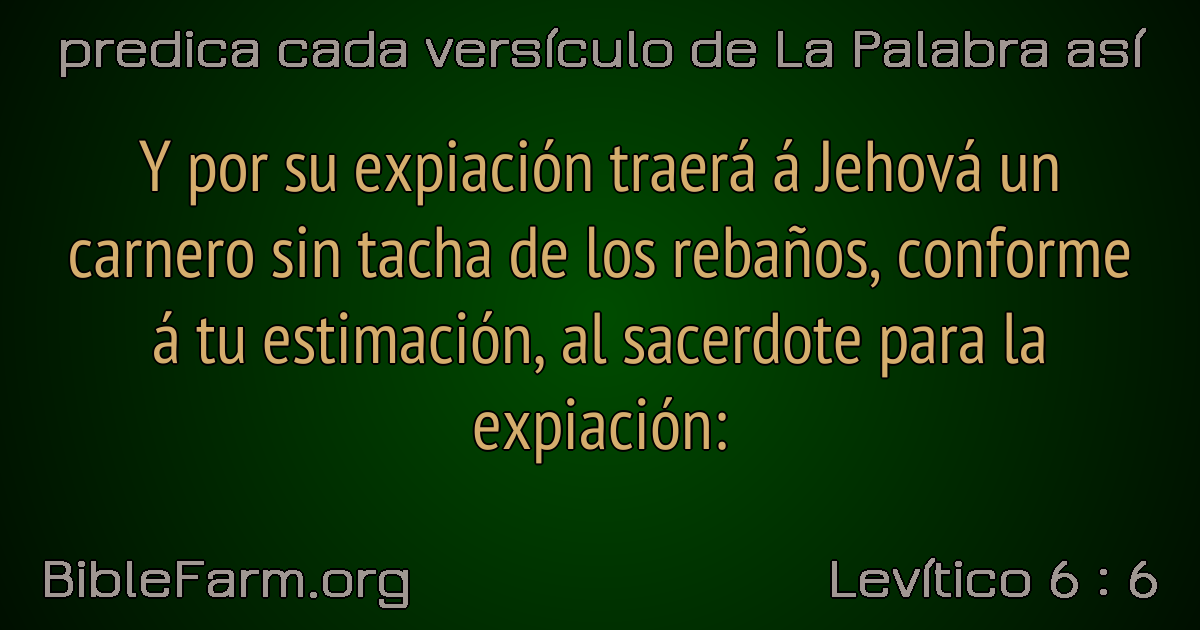 predica cada versículo de La Palabra así
Y por su expiación traerá á Jehová un
carnero sin tacha de los rebaños, conforme
á tu estimación, al sacerdote para la
expiación:
BibleFarm.org
Levítico 6 : 6